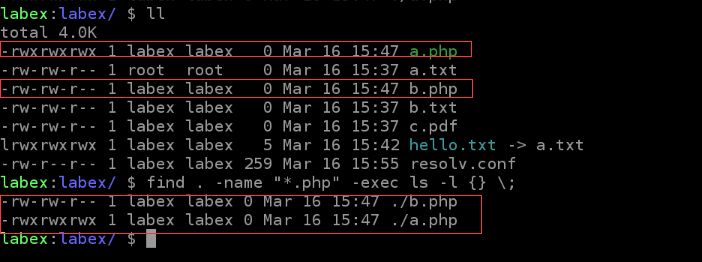 labex:labex/ $ ll
total 4.0K
-rwxrwxrwx 1 labex labex   0 Mar 16 15:47 a.php
-rw-rw-r-- 1 root  root    0 Mar 16 15:37 a.txt
-rw-rw-r-- 1 labex labex   0 Mar 16 15:47 b.php
-rw-rw-r-- 1 labex labex   0 Mar 16 15:37 b.txt
-rw-rw-r-- 1 labex labex   0 Mar 16 15:37 c.pdf
lrwxrwxrwx 1 labex labex   5 Mar 16 15:42 hello.txt -> a.txt
-rw-r--r-- 1 labex labex 259 Mar 16 15:55 resolv.conf
labex:labex/ $ find . -name "*.php" -exec ls -l {} \;
-rw-rw-r-- 1 labex labex 0 Mar 16 15:47 ./b.php
-rwxrwxrwx 1 labex labex 0 Mar 16 15:47 ./a.php
labex:labex/ $